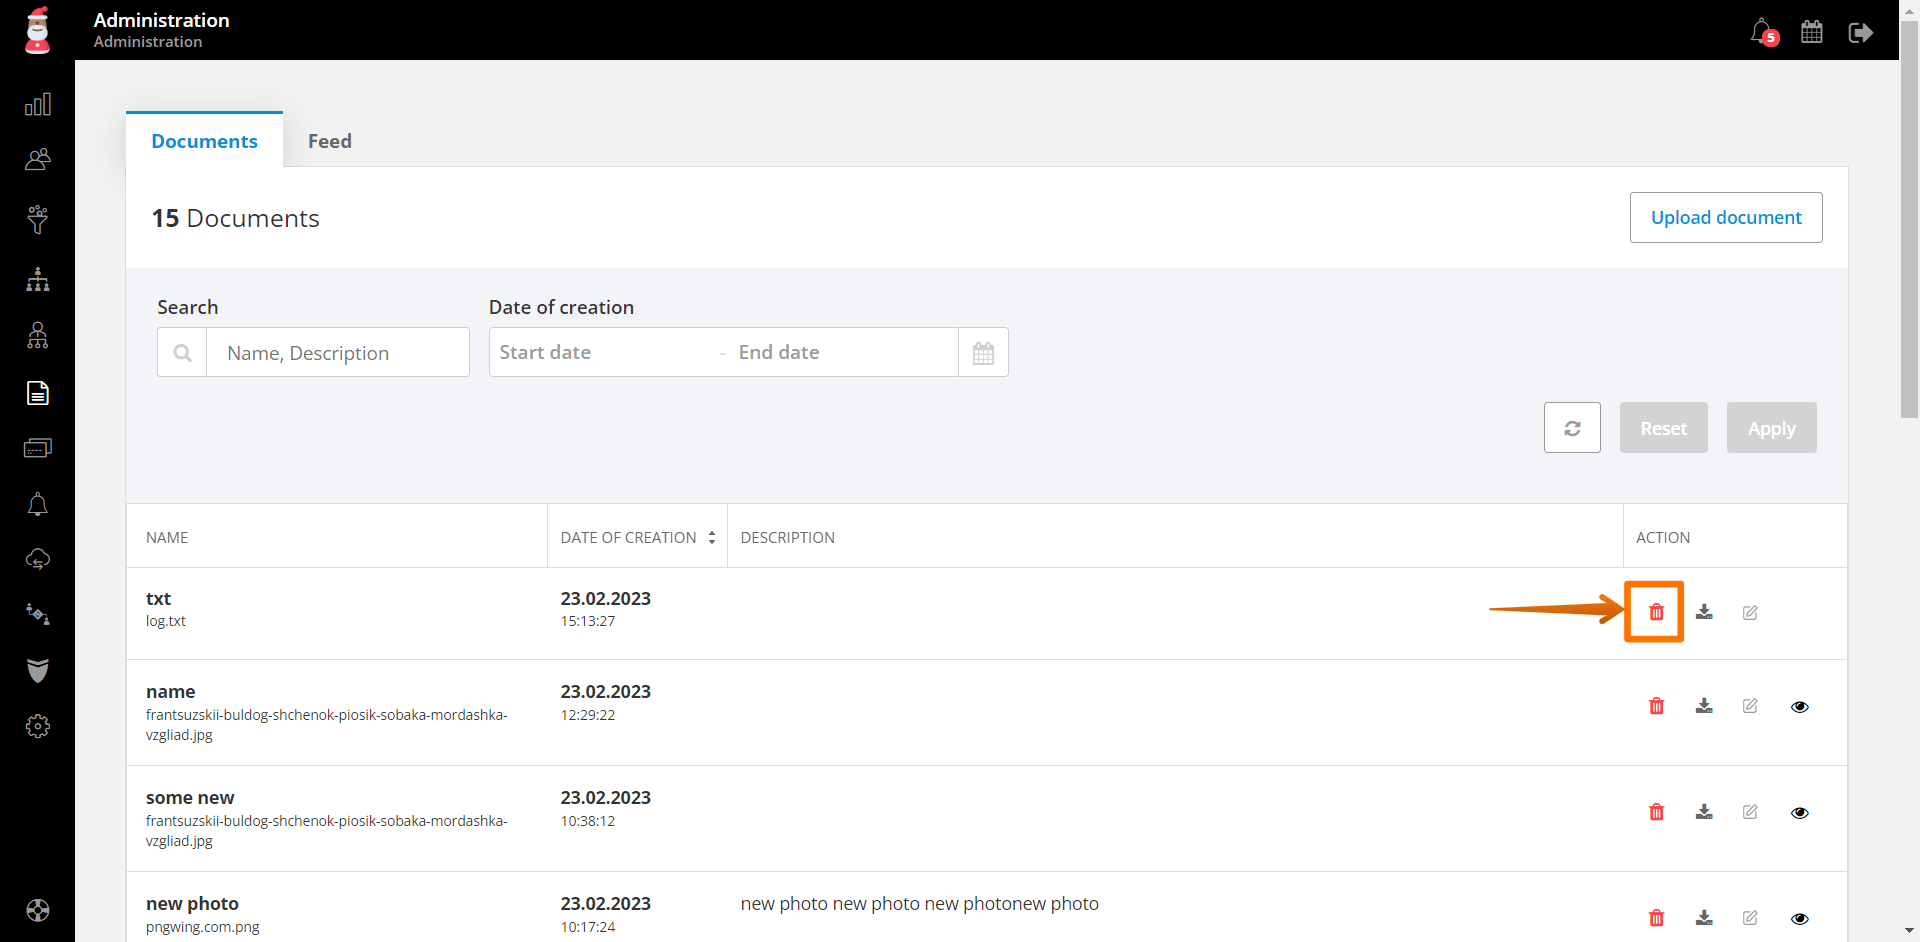 Administration
Administration
5
Documents
Feed
15 Documents
Upload document
Search
Date of creation
Name, Description
Start date - End date
Reset
Apply
NAME
DATE OF CREATION
DESCRIPTION
ACTION
txt
23.02.2023
log.txt
15:13:27
name
23.02.2023
frantsuzskii-buldog-shchenok-piosik-sobaka-mordashka-
12:29:22
vzgliad.jpg
some new
23.02.2023
frantsuzskii-buldog-shchenok-piosik-sobaka-mordashka-
10:38:12
vzgliad.jpg
new photo
23.02.2023
new photo new photo new photonew photo
pngwing.com.png
10:17:24